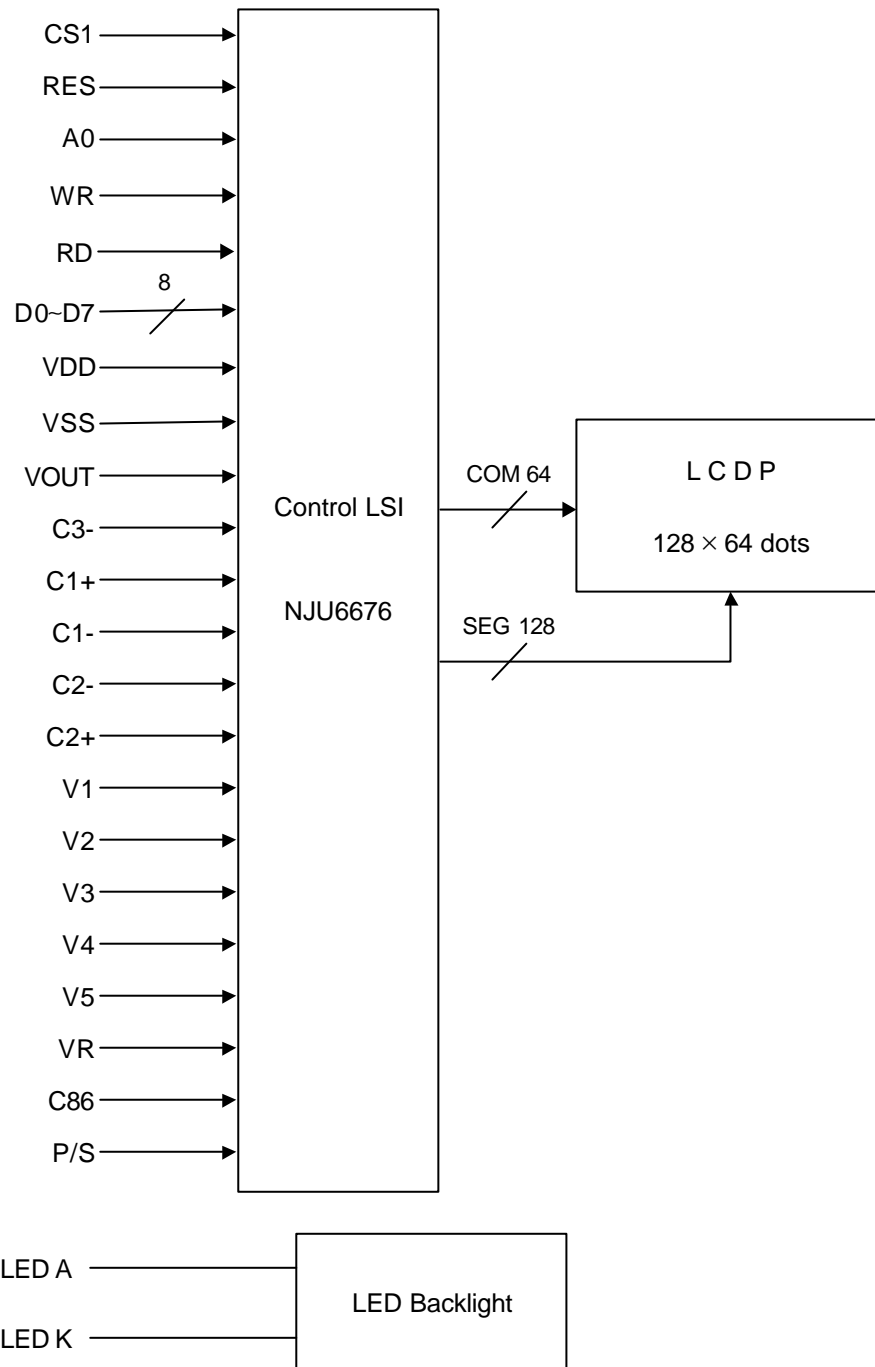 CS1
RES
A0
WR
RD
8
D0~D7
VDD
VSS
VOUT
C3-
C1+
C1-
C2-
C2+
V1
V2
V3
V4
V5
VR
C86
P/S
Control LSI
NJU6676
COM 64
SEG 128
L C D P
128 × 64 dots
LED A
LED K
LED Backlight